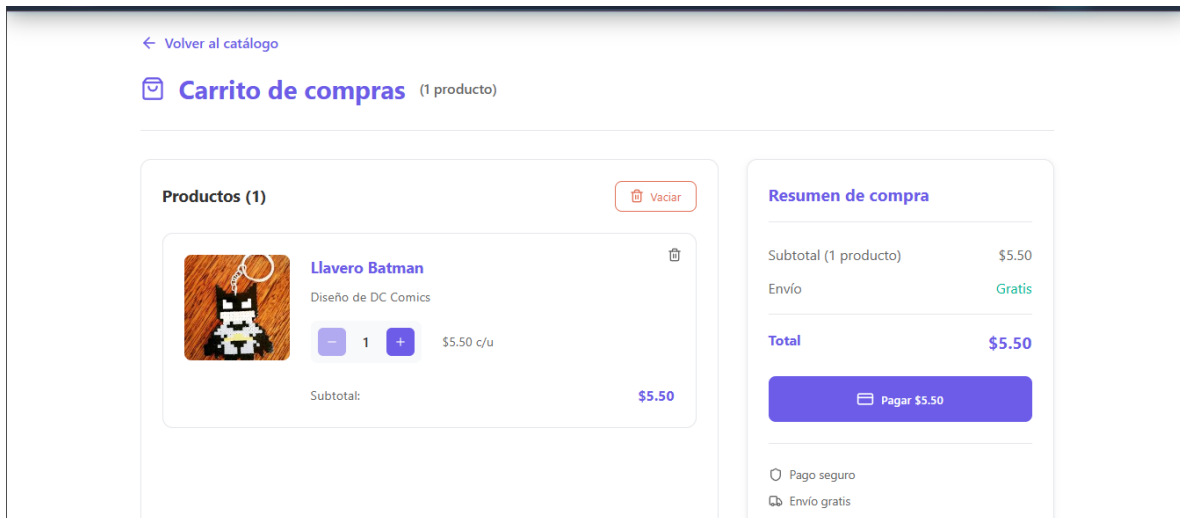 Volver al catálogo
Carrito de compras (1 producto)
Productos (1)
Vaciar
Llavero Batman
Diseño de DC Comics
1
$5.50 c/u
Subtotal:
$5.50
Resumen de compra
Subtotal (1 producto) $5.50
Envío Gratis
Total $5.50
Pagar $5.50
Pago seguro
Envío gratis